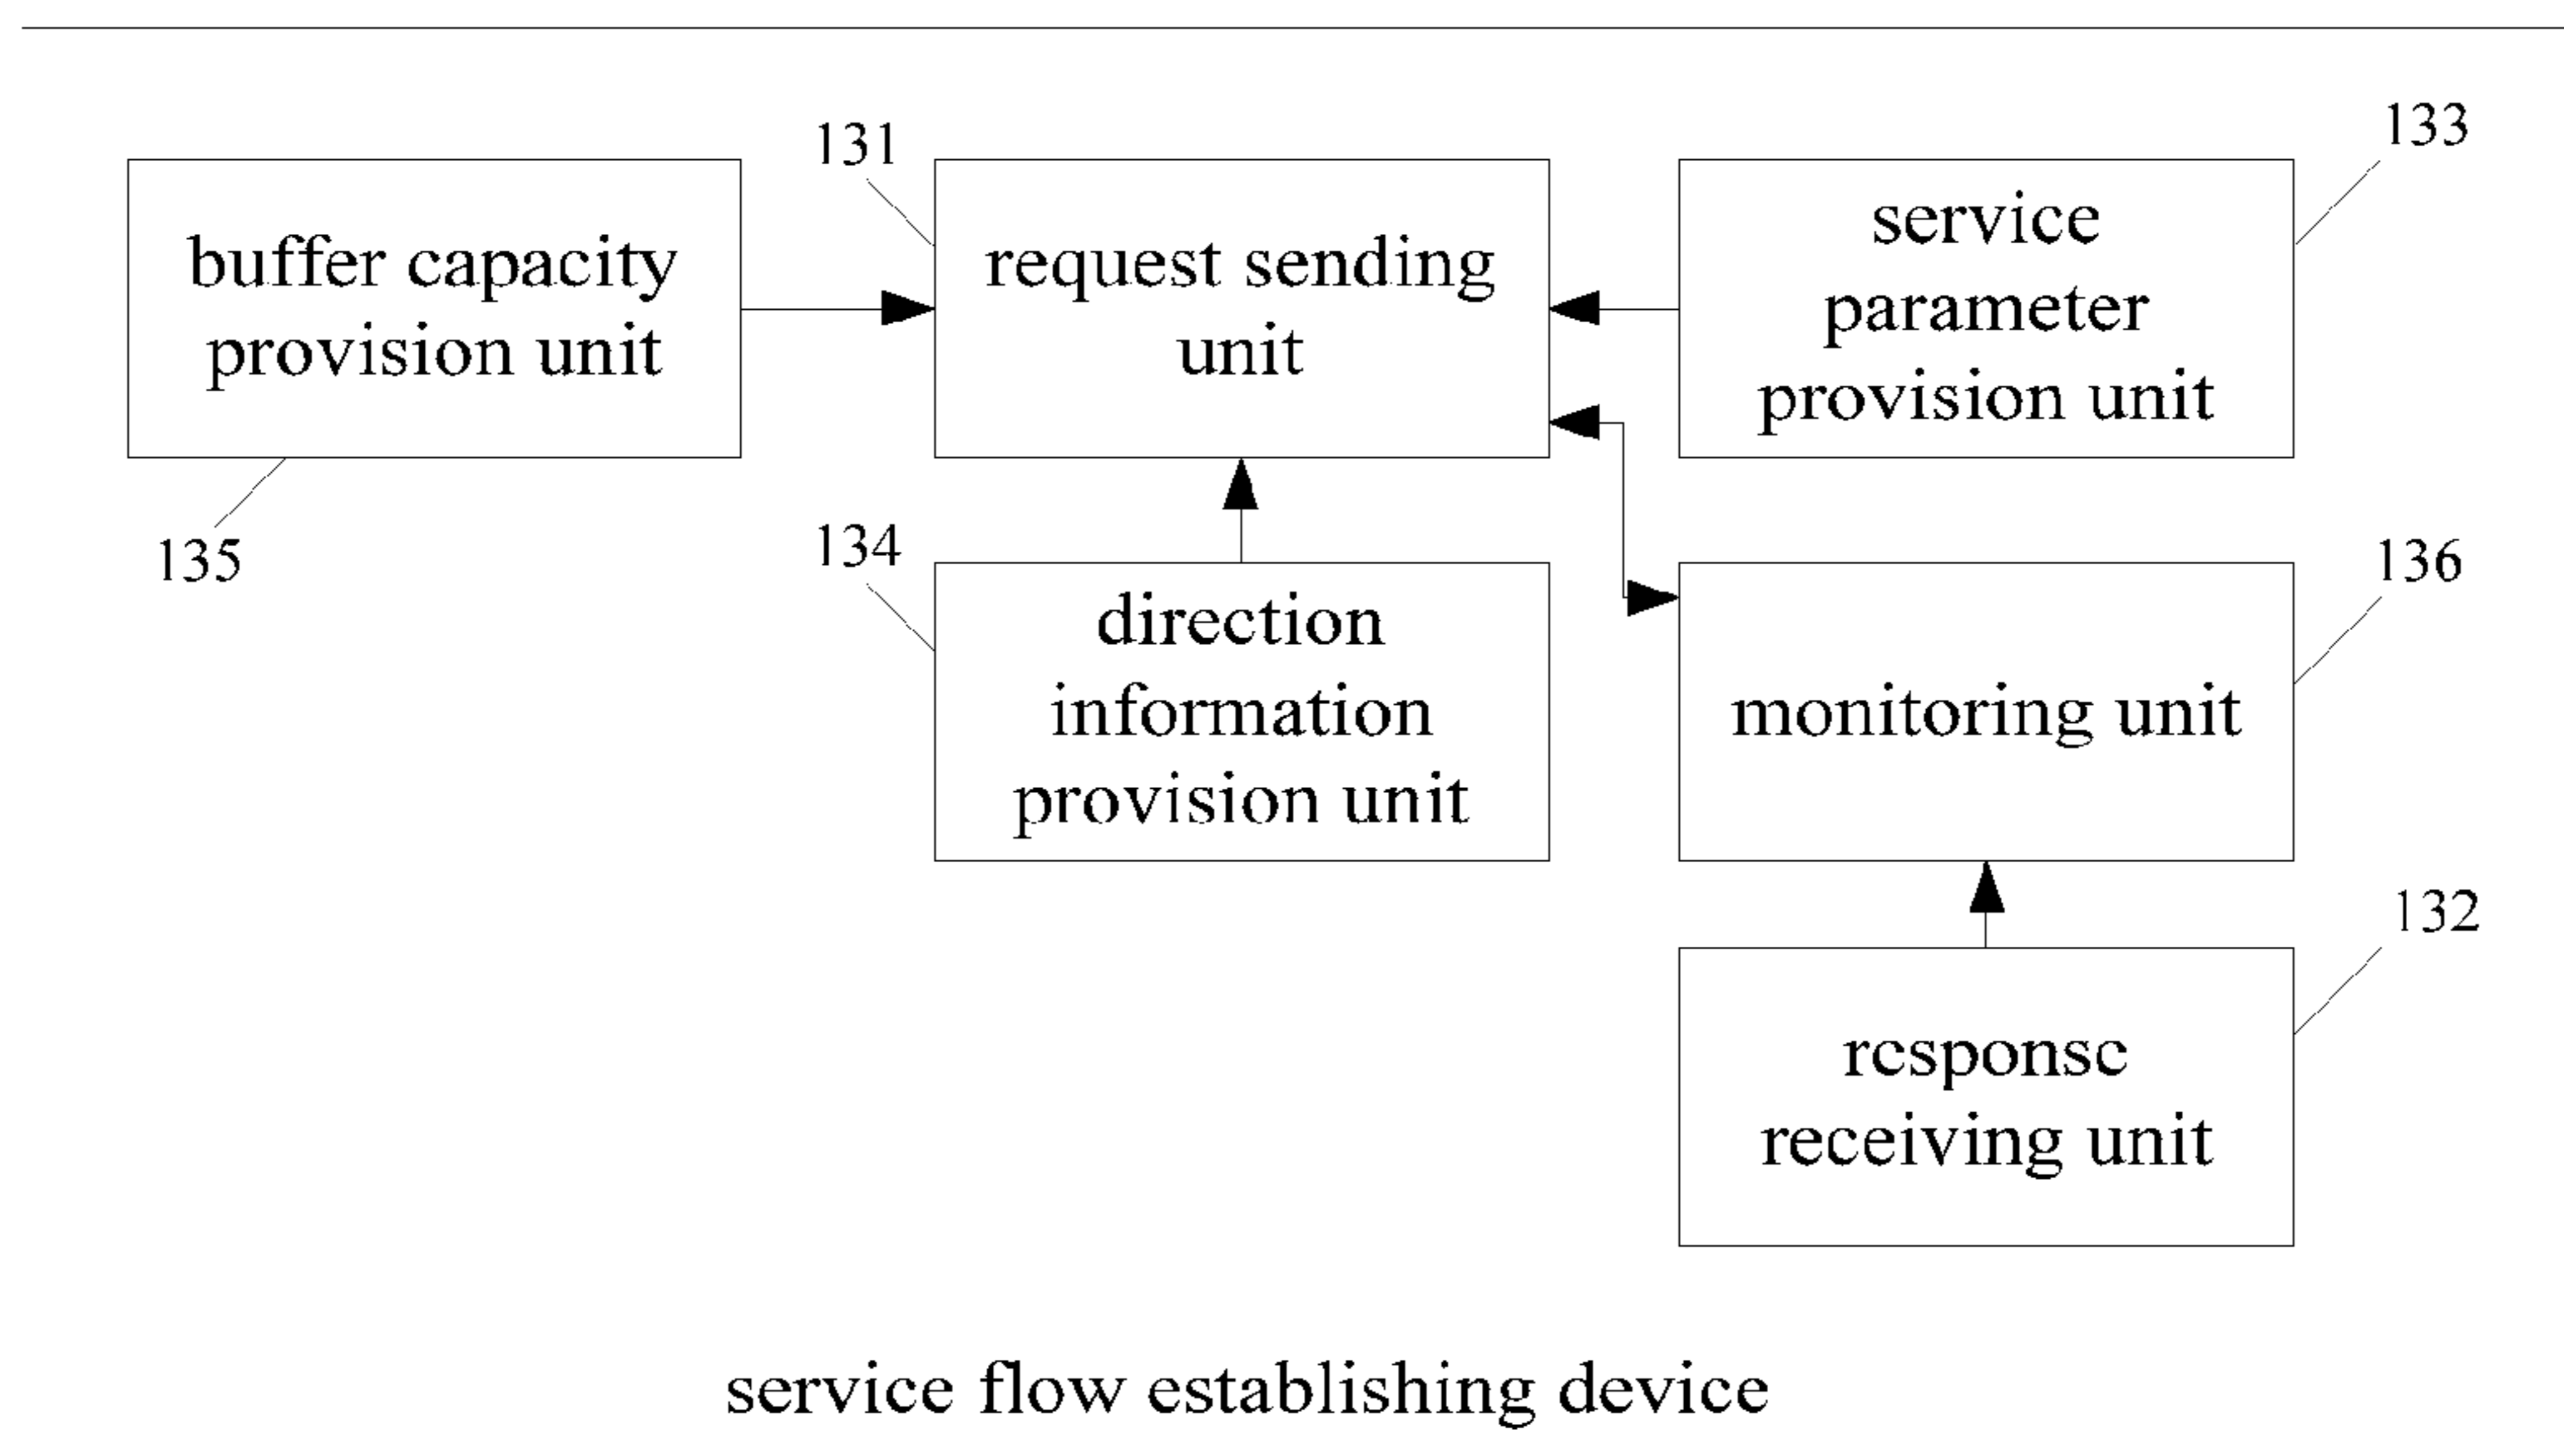 131
133
buffer capacity
provision unit
request sending
unit
service
parameter
provision unit
135
134
136
direction
information
provision unit
monitoring unit
132
response
receiving unit
service flow establishing device